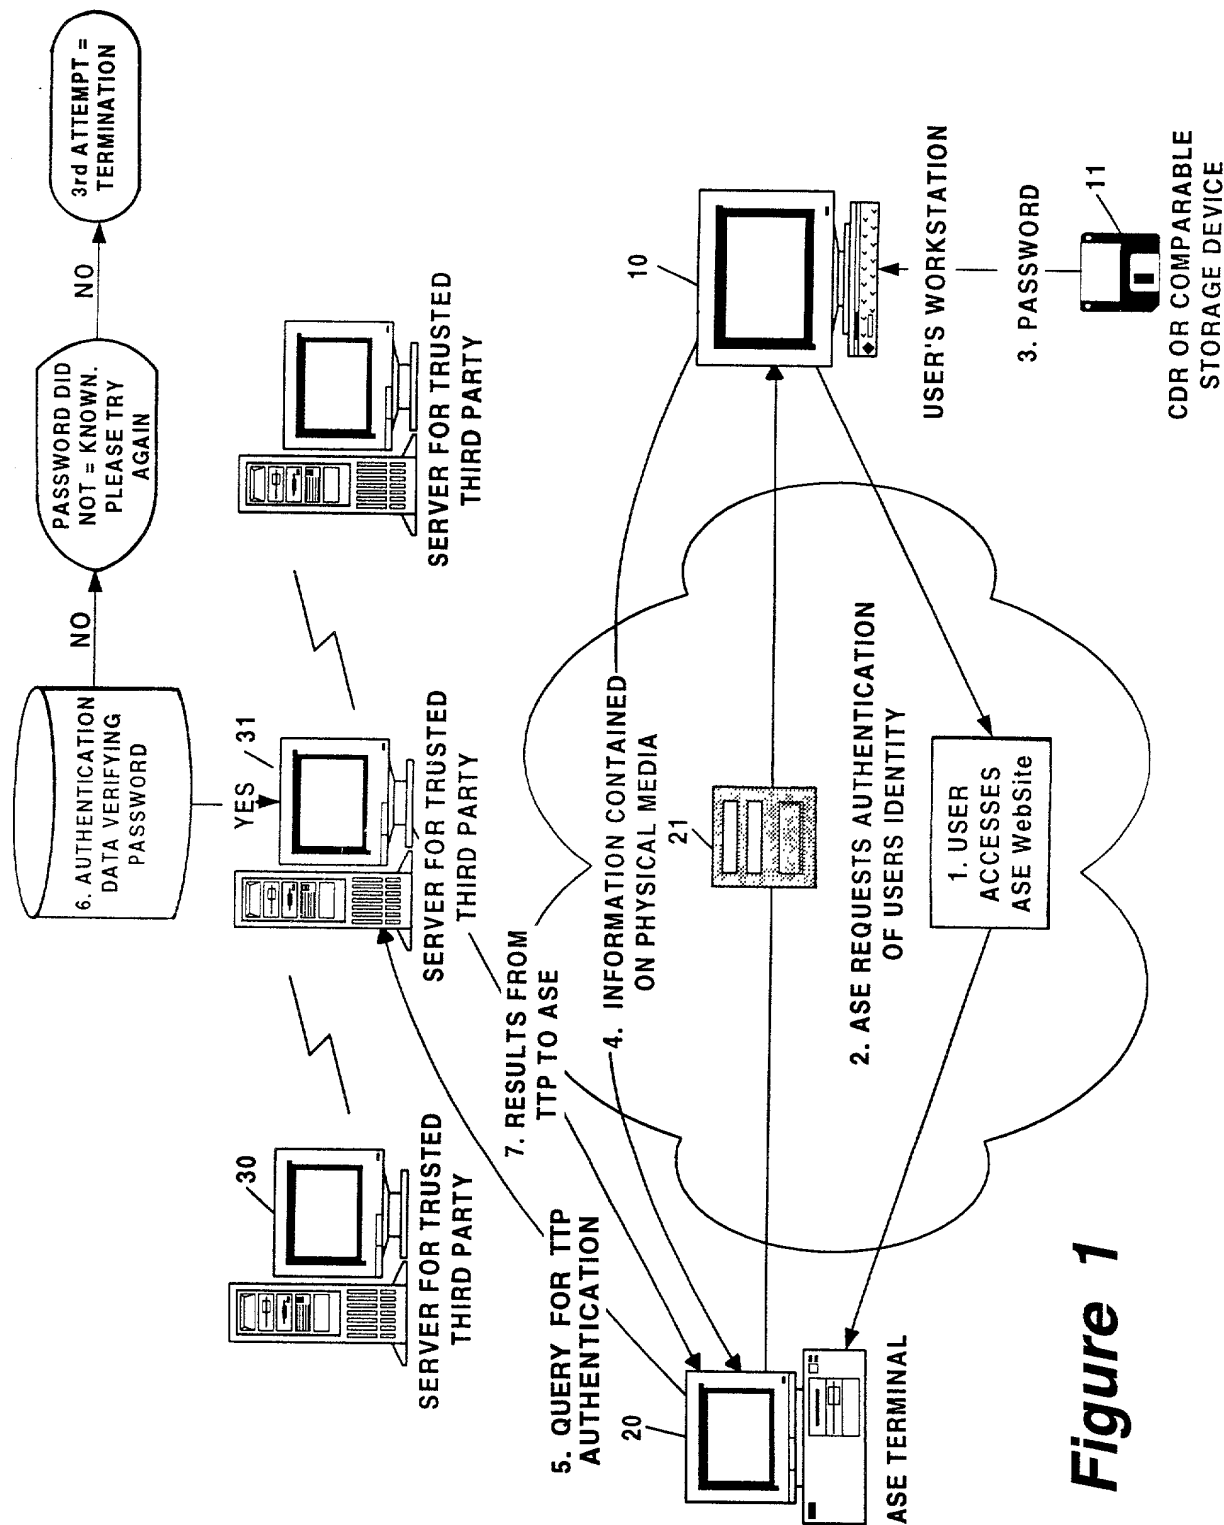 6. AUTHENTICATION
DATA VERIFYING
PASSWORD
NO
PASSWORD DID
NOT = KNOWN.
PLEASE TRY
AGAIN
NO
3rd ATTEMPT =
TERMINATION
YES
31
30
SERVER FOR TRUSTED
THIRD PARTY
SERVER FOR TRUSTED
THIRD PARTY
SERVER FOR TRUSTED
THIRD PARTY
7. RESULTS FROM
TTP TO ASE
5. QUERY FOR TTP
AUTHENTICATION
4. INFORMATION CONTAINED
ON PHYSICAL MEDIA
20
21
10
2. ASE REQUESTS AUTHENTICATION
OF USERS IDENTITY
1. USER
ACCESSES
ASE WebSite
ASE TERMINAL
USER'S WORKSTATION
3. PASSWORD
11
CDR OR COMPARABLE
STORAGE DEVICE
Figure 1